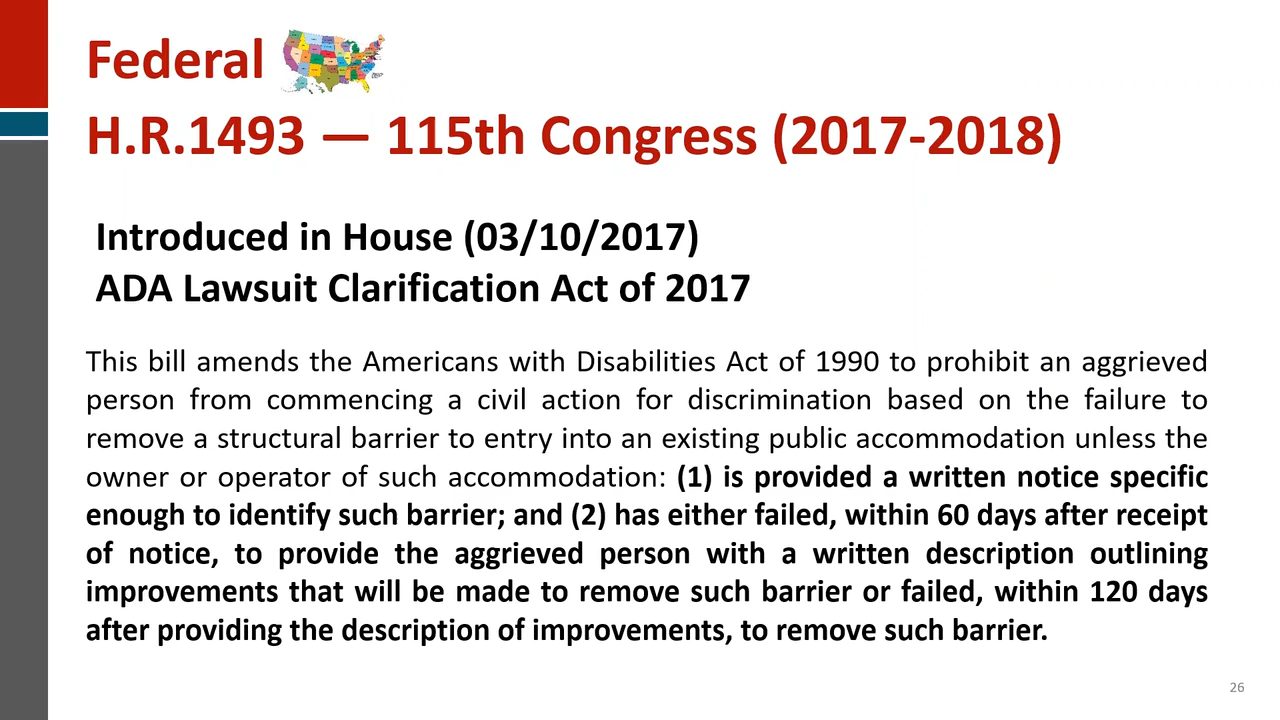 Federal
H.R.1493 — 115th Congress (2017-2018)
Introduced in House (03/10/2017)
ADA Lawsuit Clarification Act of 2017
This bill amends the Americans with Disabilities Act of 1990 to prohibit an aggrieved
person from commencing a civil action for discrimination based on the failure to
remove a structural barrier to entry into an existing public accommodation unless the
owner or operator of such accommodation: (1) is provided a written notice specific
enough to identify such barrier; and (2) has either failed, within 60 days after receipt
of notice, to provide the aggrieved person with a written description outlining
improvements that will be made to remove such barrier or failed, within 120 days
after providing the description of improvements, to remove such barrier.
26